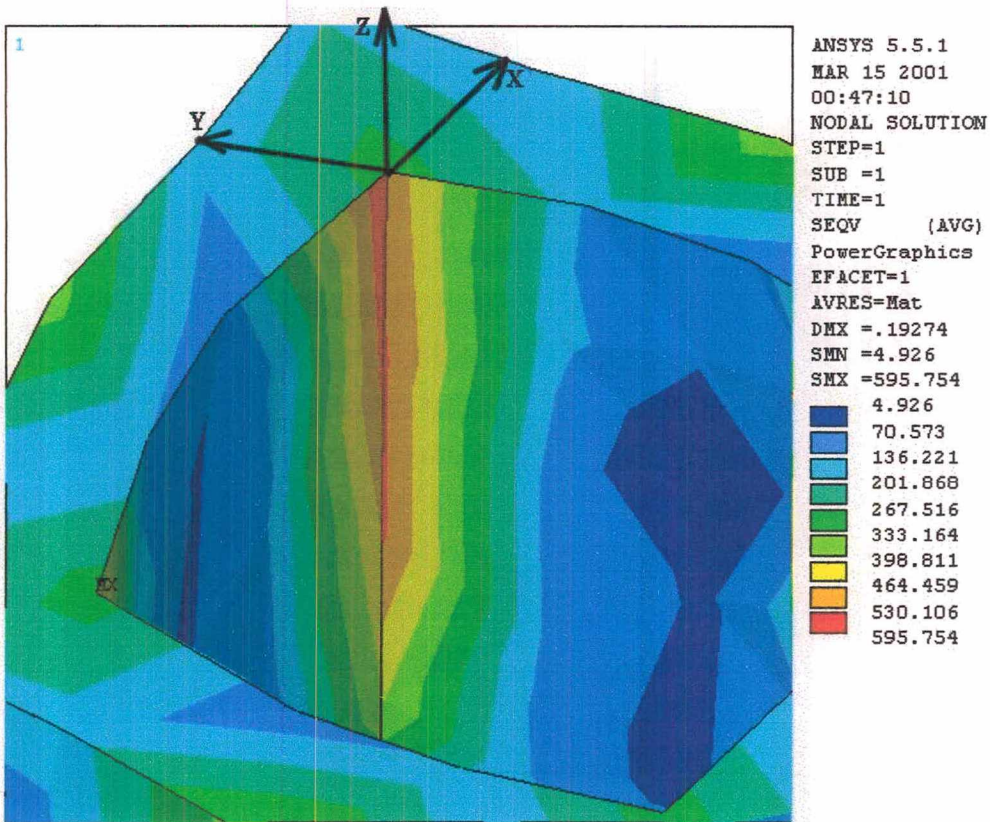 1
Z
X
Y
MX
ANSYS 5.5.1
MAR 15 2001
00:47:10
NODAL SOLUTION
STEP=1
SUB =1
TIME=1
SEQV (AVG)
PowerGraphics
EFACET=1
AVRES=Mat
DMX =.19274
SMN =4.926
SMX =595.754
4.926
70.573
136.221
201.868
267.516
333.164
398.811
464.459
530.106
595.754